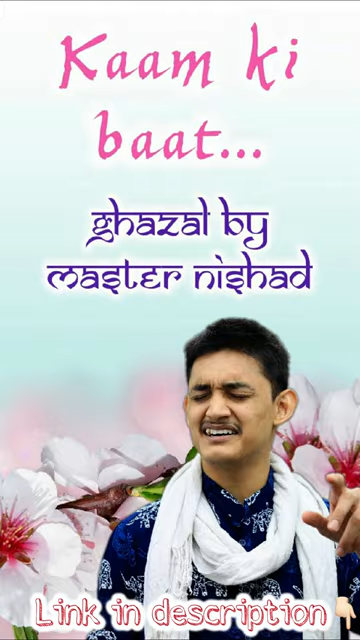 Kaam ki
baat...
ghazal by
master nishad
Link in description 👇🏻